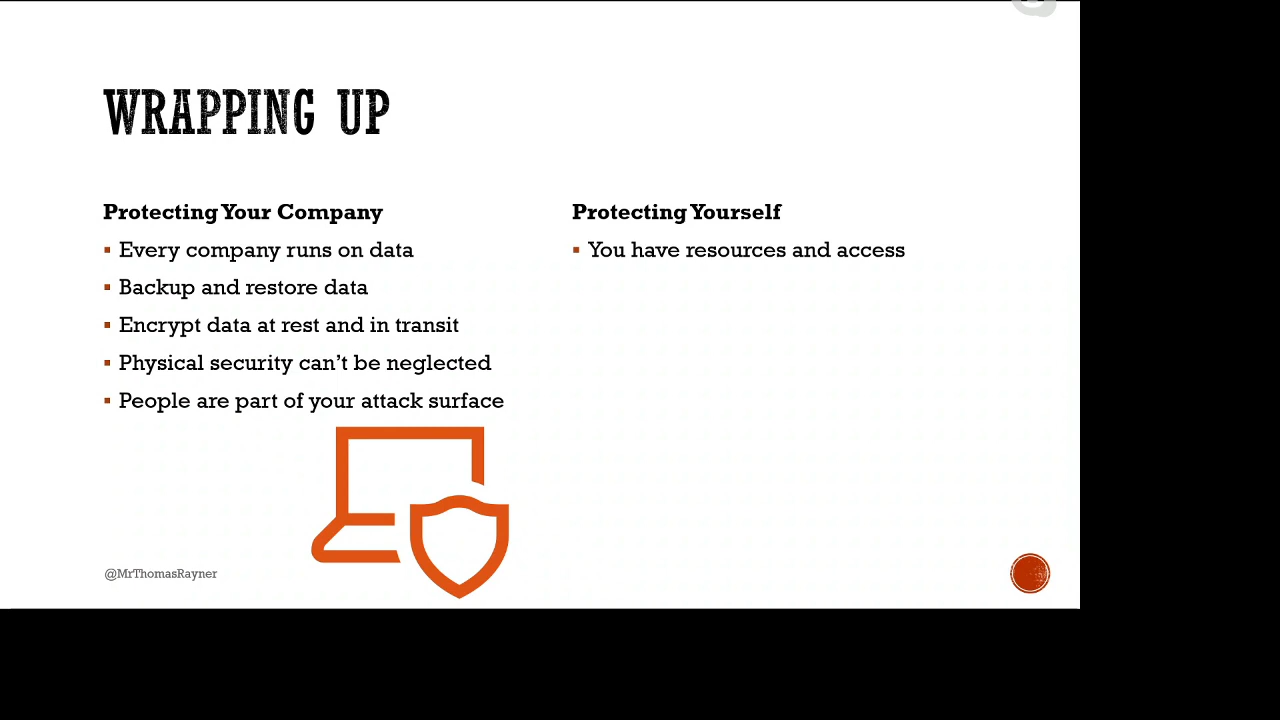 WRAPPING UP
Protecting Your Company
Every company runs on data
Backup and restore data
Encrypt data at rest and in transit
Physical security can’t be neglected
People are part of your attack surface
Protecting Yourself
You have resources and access
@MrThomasRayner